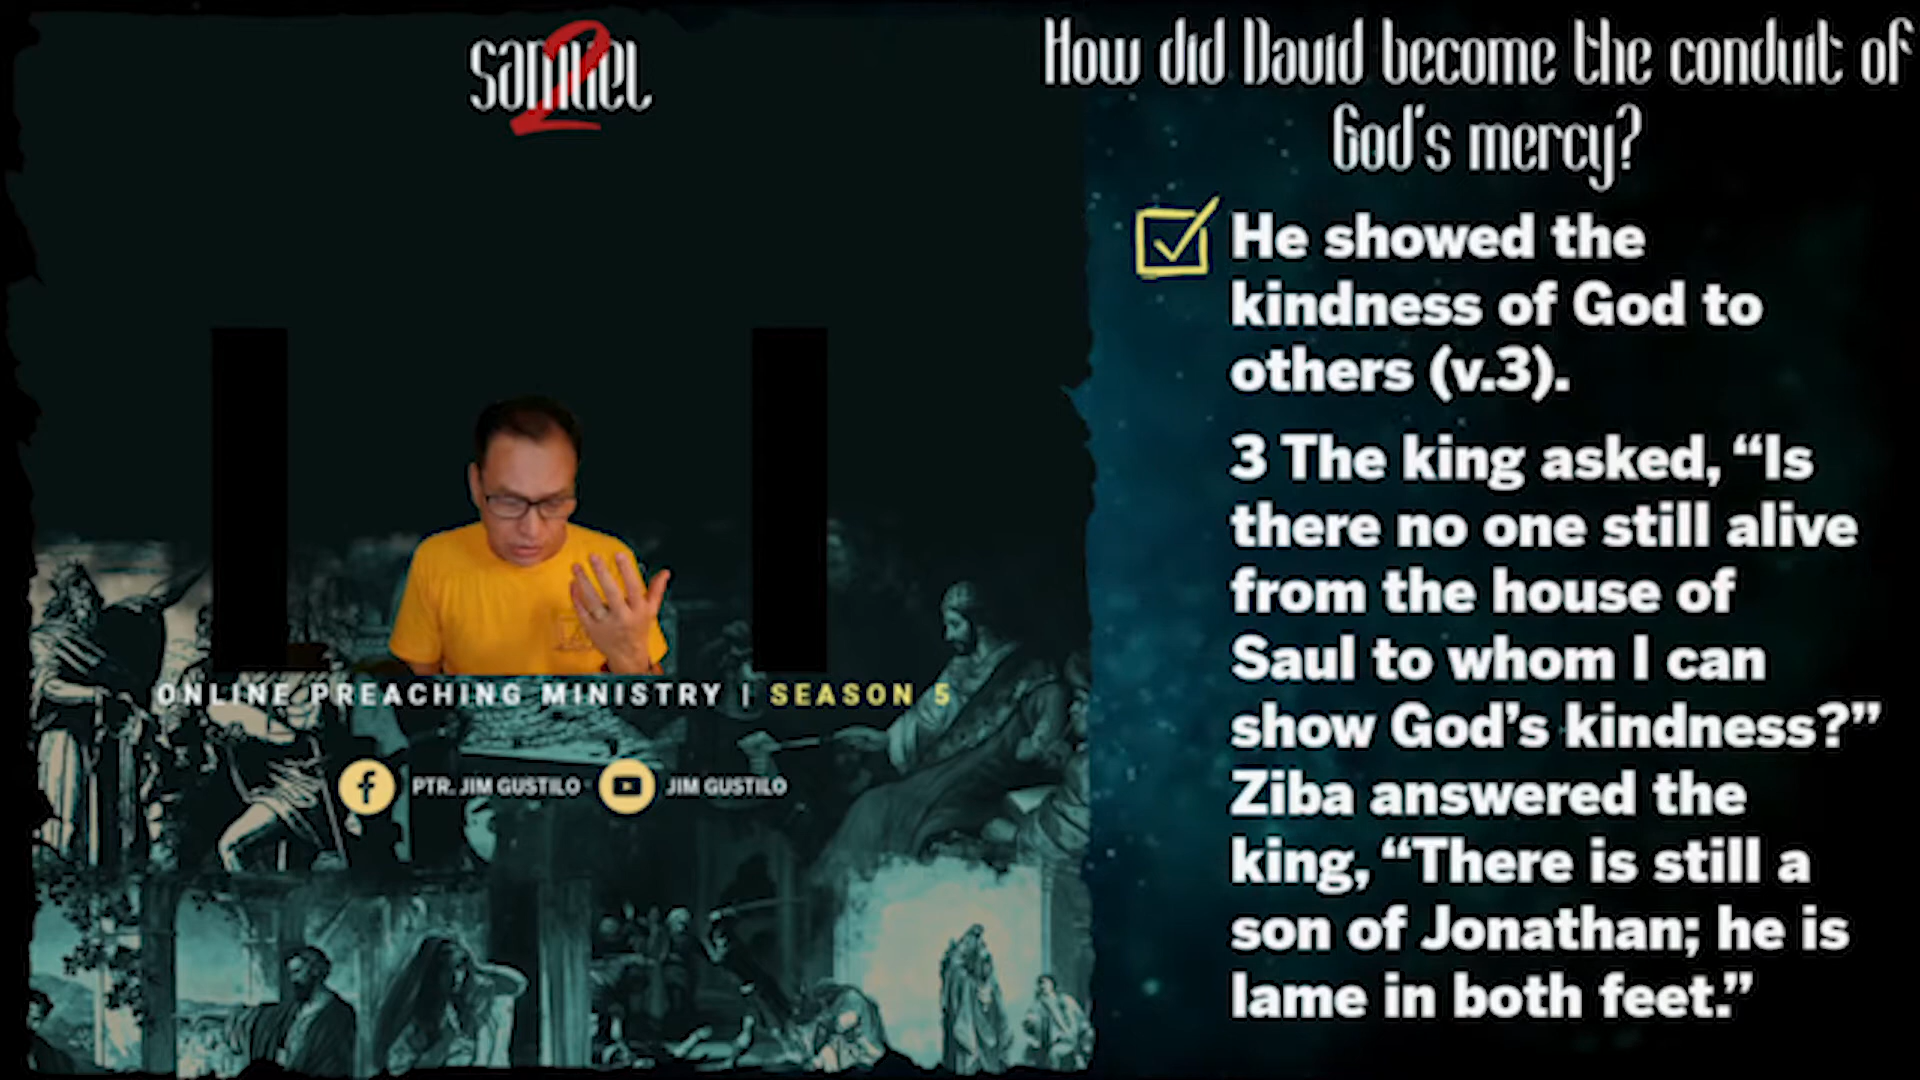 2 samuel
How did David become the conduit of
God's mercy?
He showed the
kindness of God to
others (v.3).
3 The king asked, “Is
there no one still alive
from the house of
Saul to whom I can
show God’s kindness?”
Ziba answered the
king, “There is still a
son of Jonathan; he is
lame in both feet.”
ONLINE PREACHING MINISTRY | SEASON 5
PTR. JIM GUSTILO
JIM GUSTILO